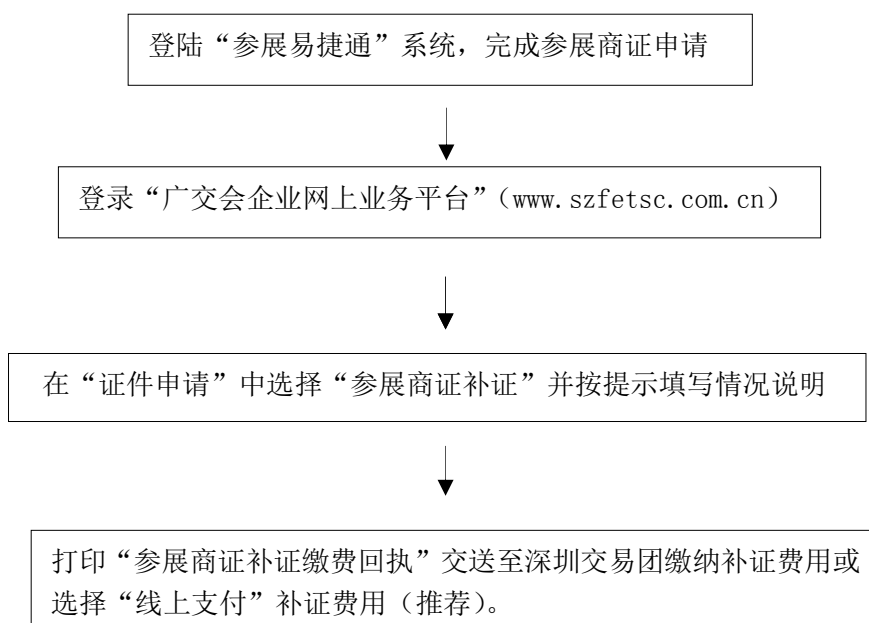 登陆“参展易捷通”系统，完成参展商证申请
登录“广交会企业网上业务平台”（www.szfetsc.com.cn）
在“证件申请”中选择“参展商证补证”并按提示填写情况说明
打印“参展商证补证缴费回执”交送至深圳交易团缴纳补证费用或
选择“线上支付”补证费用（推荐）。